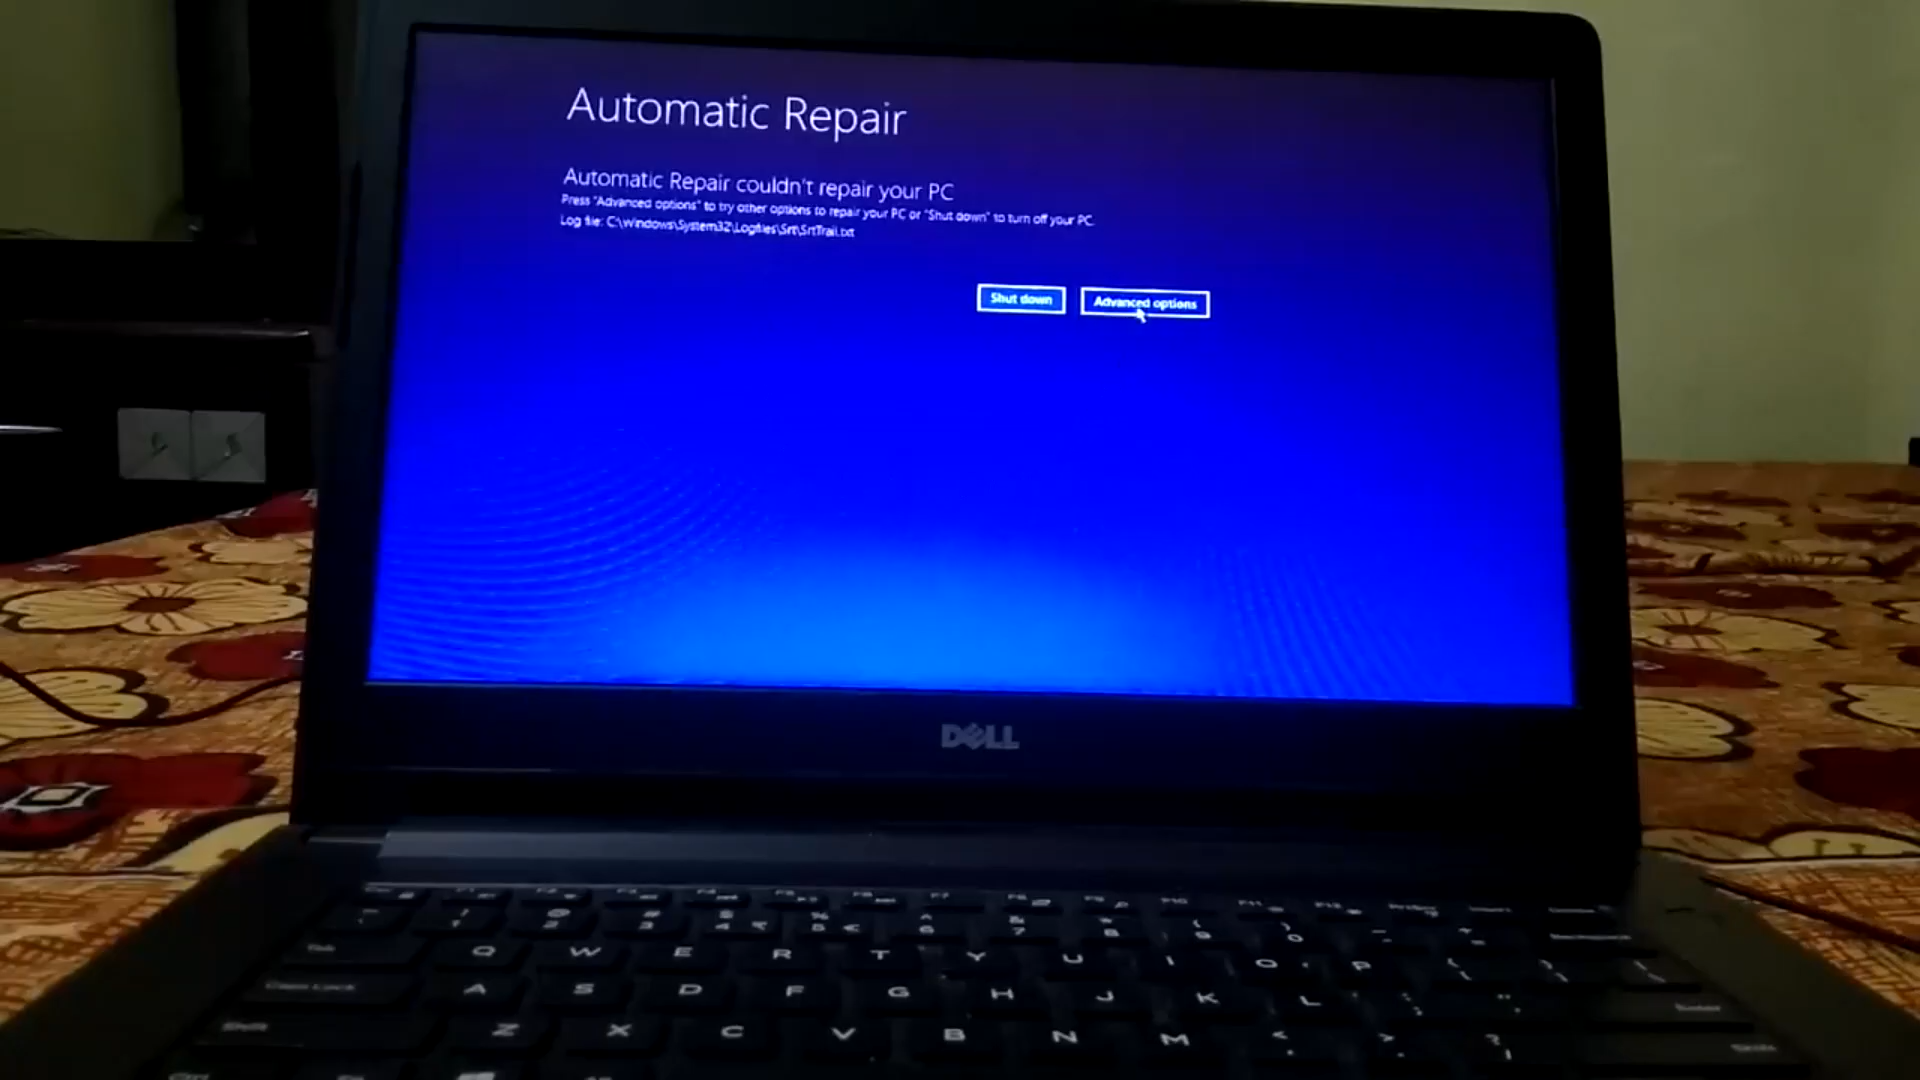 Automatic Repair
Automatic Repair couldn't repair your PC
Press "Advanced options" to try other options to repair your PC or "Shut down" to turn off your PC.
Log file: C:\Windows\System32\Logfiles\Srt\SrtTrail.txt
Shut down
Advanced options
DELL
Q W E R T Y U I O P
A S D F G H J K L
Z X C V B N M